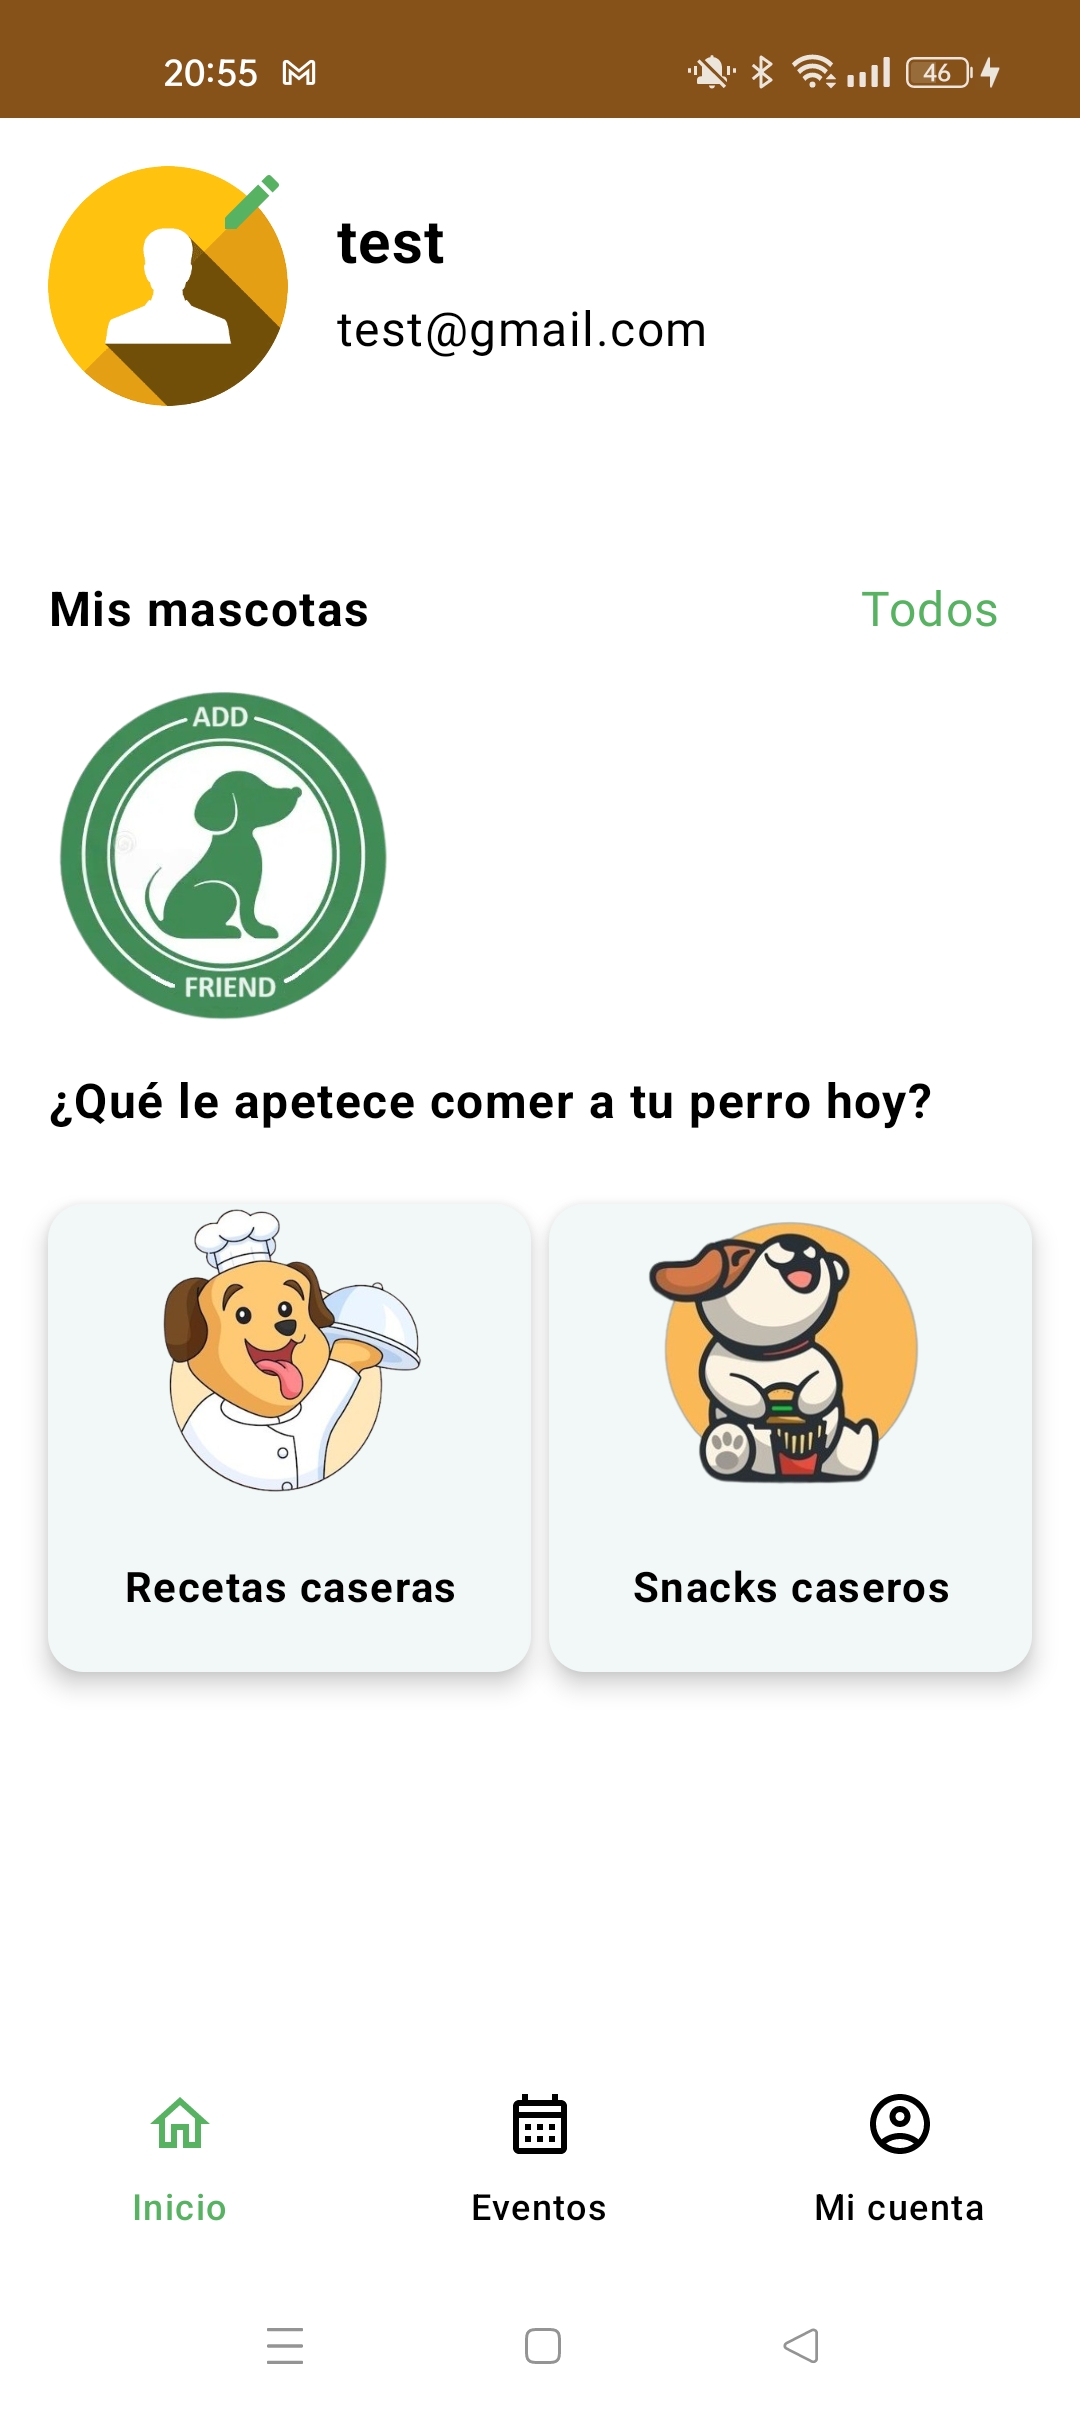 20:55
46
test
test@gmail.com
Mis mascotas
Todos
ADD
FRIEND
¿Qué le apetece comer a tu perro hoy?
Recetas caseras
Snacks caseros
Inicio
Eventos
Mi cuenta